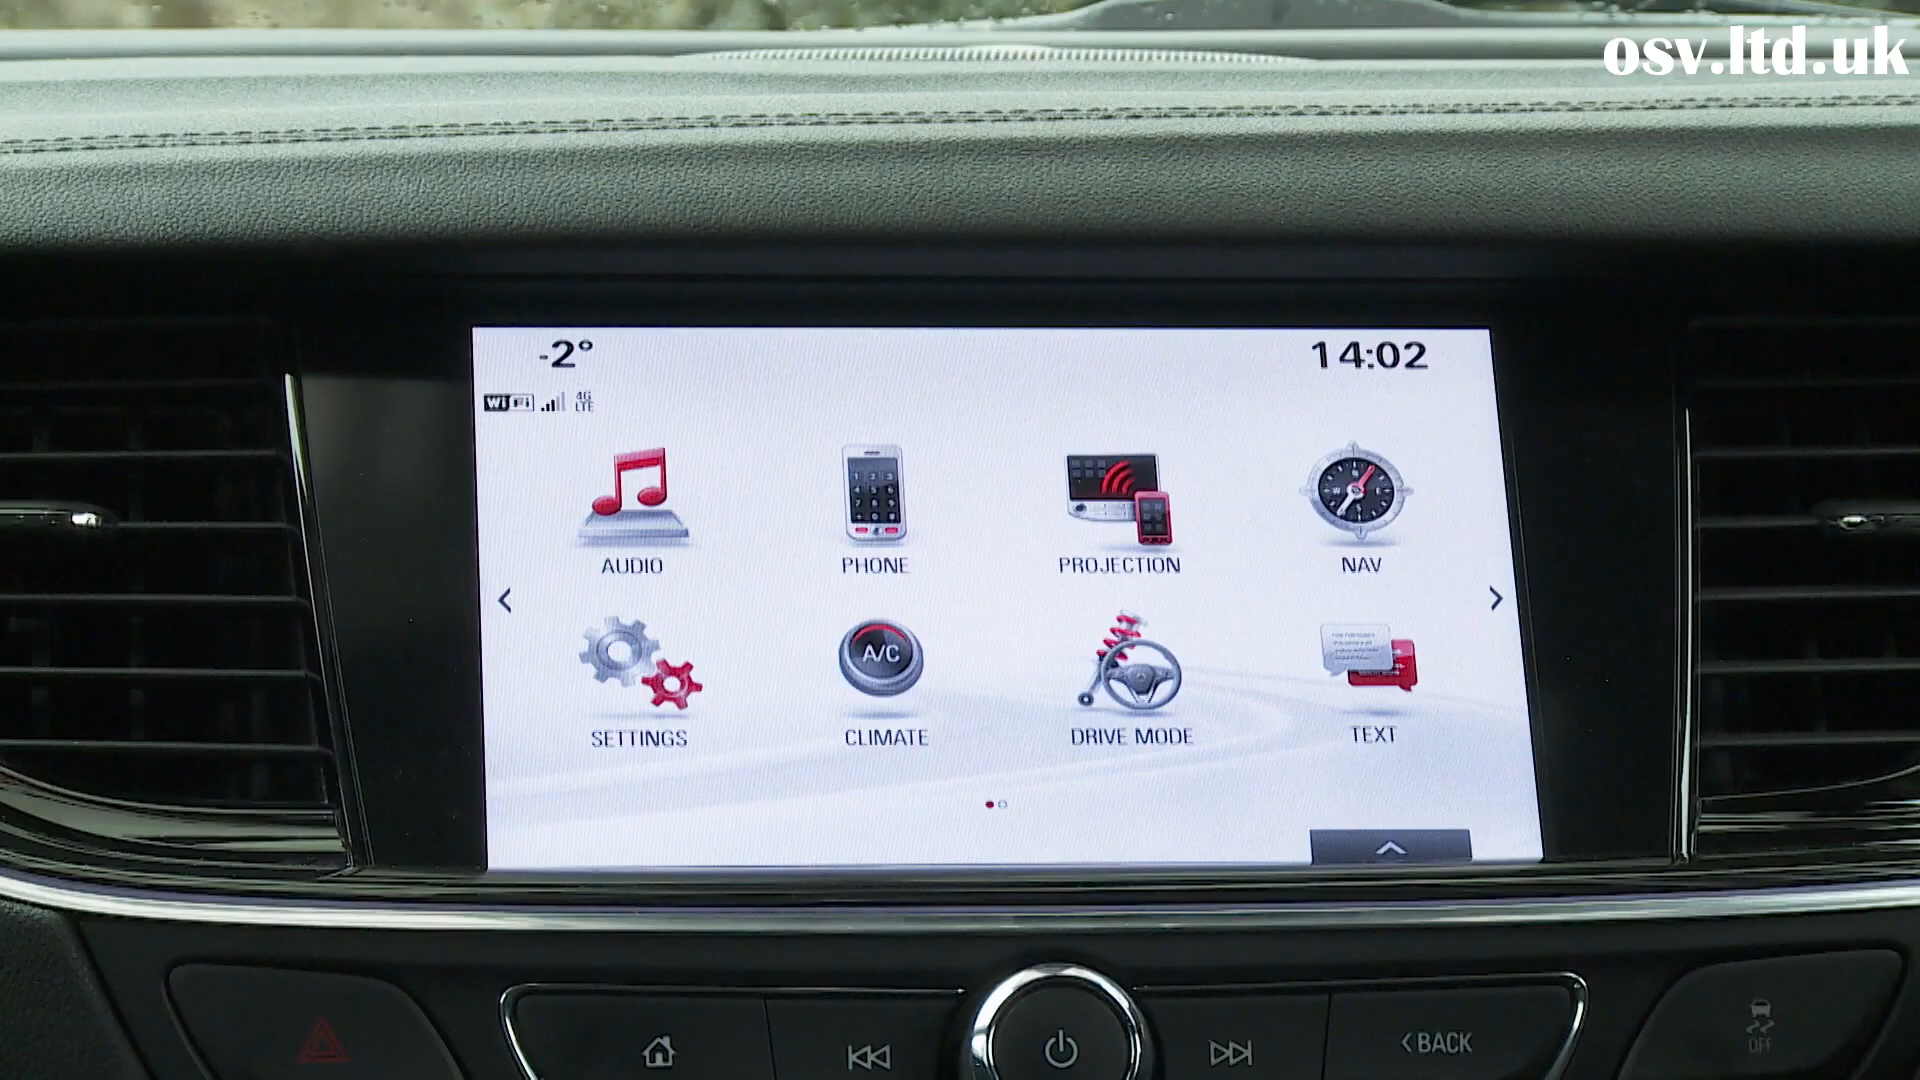 osv.ltd.uk
-2° 14:02
WiFi 4G
LTE
AUDIO PHONE PROJECTION NAV
A/C
SETTINGS CLIMATE DRIVE MODE TEXT
BACK
OFF